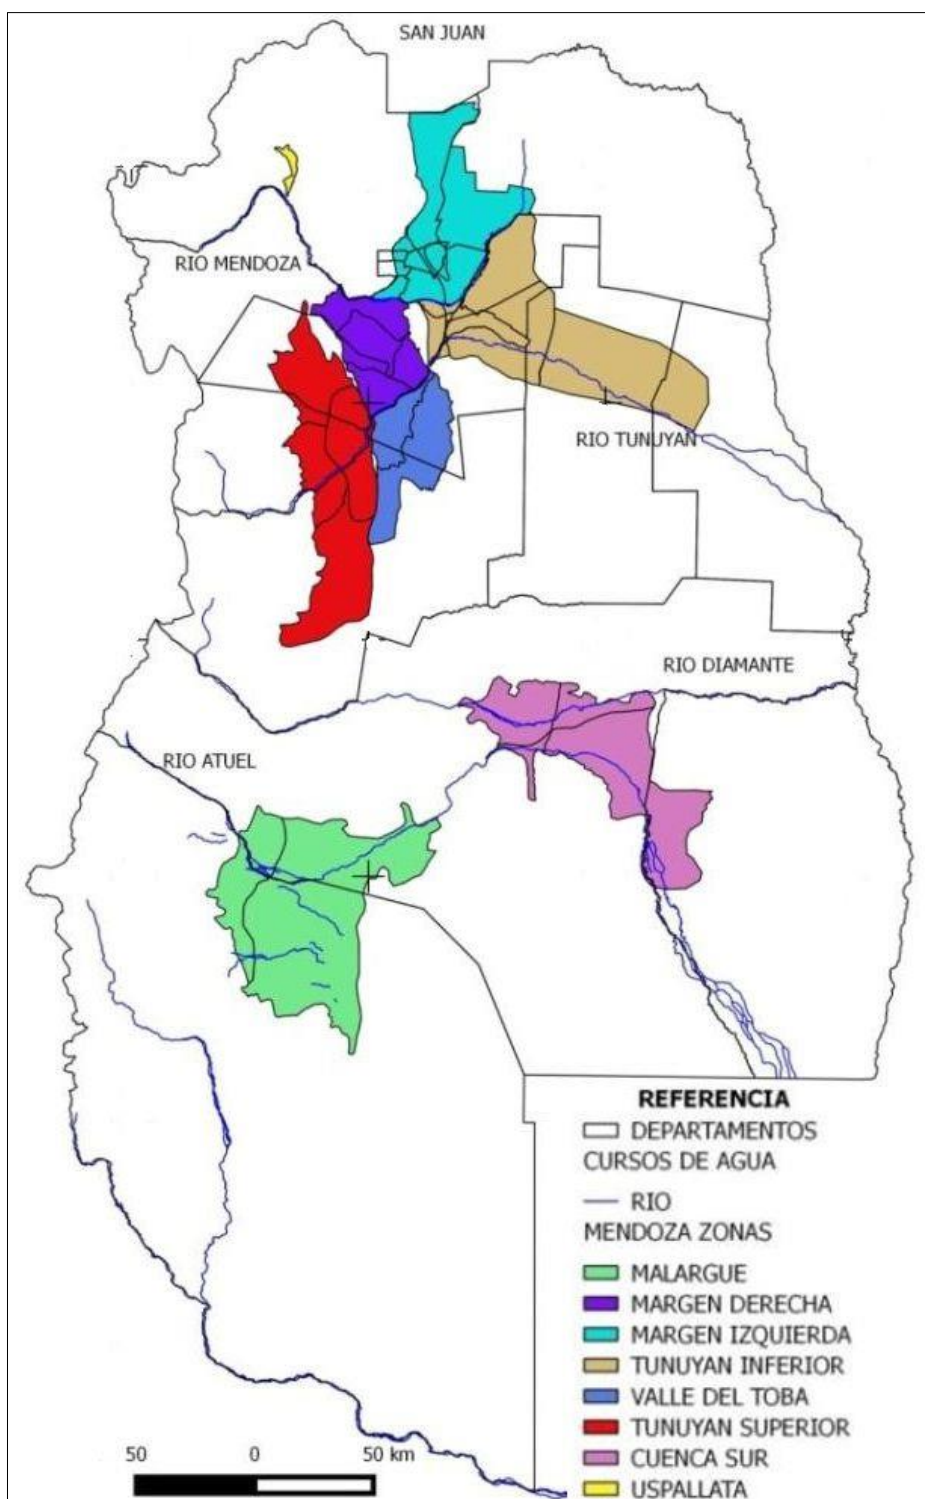 SAN JUAN
RIO MENDOZA
RIO TUNUYAN
RIO DIAMANTE
RIO ATUEL
REFERENCIA
DEPARTAMENTOS
CURSOS DE AGUA
RIO
MENDOZA ZONAS
MALARGUE
MARGEN DERECHA
MARGEN IZQUIERDA
TUNUYAN INFERIOR
VALLE DEL TOBA
TUNUYAN SUPERIOR
CUENCA SUR
USPALLATA
50 0 50 km